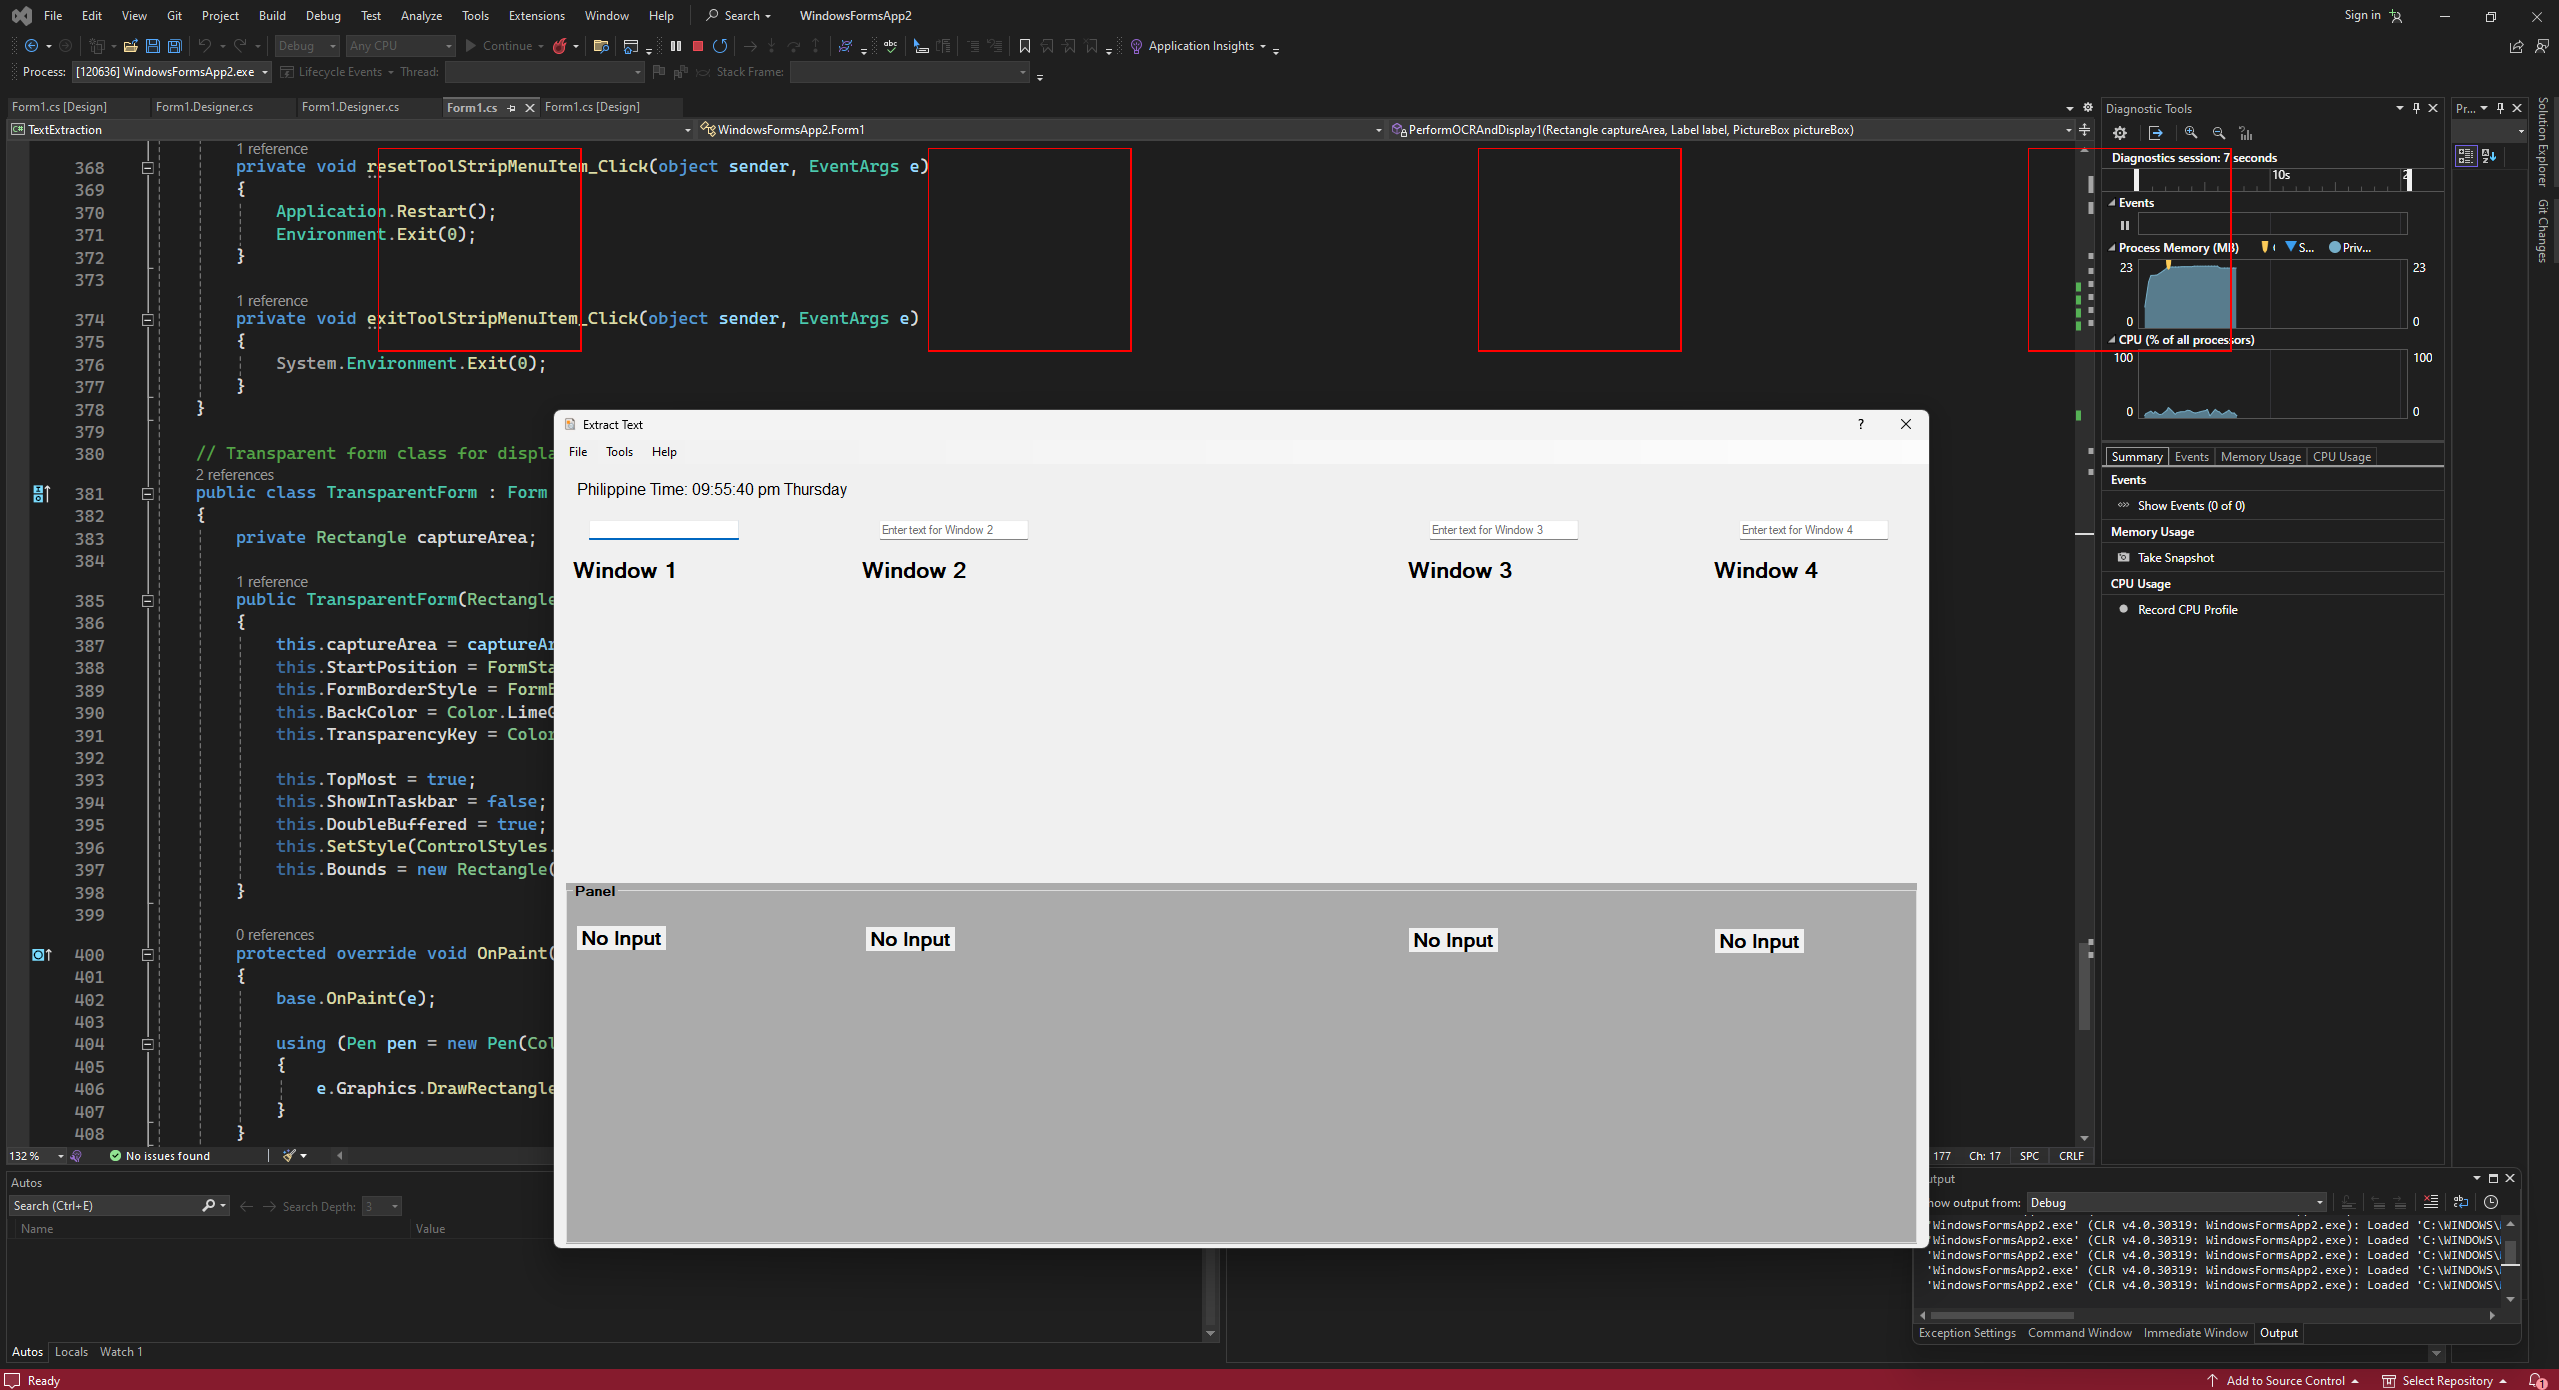 File Edit View Git Project Build Debug Test Analyze Tools Extensions Window Help Search WindowsFormsApp2 Sign in
Debug Any CPU Continue Application Insights
Process: [120636] WindowsFormsApp2.exe Lifecycle Events Thread: Stack Frame:
Form1.cs [Design] Form1.Designer.cs Form1.Designer.cs Form1.cs Form1.cs [Design]
TextExtraction WindowsFormsApp2.Form1 PerformOCRAndDisplay1(Rectangle captureArea, Label label, PictureBox pictureBox)
1 reference
368 private void resetToolStripMenuItem_Click(object sender, EventArgs e)
369 {
370 Application.Restart();
371 Environment.Exit(0);
372 }
373
1 reference
374 private void exitToolStripMenuItem_Click(object sender, EventArgs e)
375 {
376 System.Environment.Exit(0);
377 }
378 }
379
380 // Transparent form class for displa
2 references
381 public class TransparentForm : Form
382 {
383 private Rectangle captureArea;
384
1 reference
385 public TransparentForm(Rectangle
386 {
387 this.captureArea = captureAr
388 this.StartPosition = FormSta
389 this.FormBorderStyle = FormB
390 this.BackColor = Color.LimeG
391 this.TransparencyKey = Color
392
393 this.TopMost = true;
394 this.ShowInTaskbar = false;
395 this.DoubleBuffered = true;
396 this.SetStyle(ControlStyles.
397 this.Bounds = new Rectangle(
398 }
399
0 references
400 protected override void OnPaint(
401 {
402 base.OnPaint(e);
403
404 using (Pen pen = new Pen(Col
405 {
406 e.Graphics.DrawRectangle
407 }
408 }
132 % No issues found
177 Ch: 17 SPC CRLF
Extract Text
File Tools Help
Philippine Time: 09:55:40 pm Thursday
Enter text for Window 2 Enter text for Window 3 Enter text for Window 4
Window 1 Window 2 Window 3 Window 4
Panel
No Input No Input No Input No Input
Diagnostic Tools
Diagnostics session: 7 seconds
10s 2
Events
Process Memory (MB) S... Priv...
23 23
0 0
CPU (% of all processors)
100 100
0 0
Summary Events Memory Usage CPU Usage
Events
Show Events (0 of 0)
Memory Usage
Take Snapshot
CPU Usage
Record CPU Profile
Pr...
Solution Explorer
Git Changes
Autos
Search (Ctrl+E) Search Depth: 3
Name Value
Autos Locals Watch 1
utput
how output from: Debug
'WindowsFormsApp2.exe' (CLR v4.0.30319: WindowsFormsApp2.exe): Loaded 'C:\WINDOWS\
'WindowsFormsApp2.exe' (CLR v4.0.30319: WindowsFormsApp2.exe): Loaded 'C:\WINDOWS\
'WindowsFormsApp2.exe' (CLR v4.0.30319: WindowsFormsApp2.exe): Loaded 'C:\WINDOWS\
'WindowsFormsApp2.exe' (CLR v4.0.30319: WindowsFormsApp2.exe): Loaded 'C:\WINDOWS\
'WindowsFormsApp2.exe' (CLR v4.0.30319: WindowsFormsApp2.exe): Loaded 'C:\WINDOWS\
Exception Settings Command Window Immediate Window Output
Ready Add to Source Control Select Repository 1